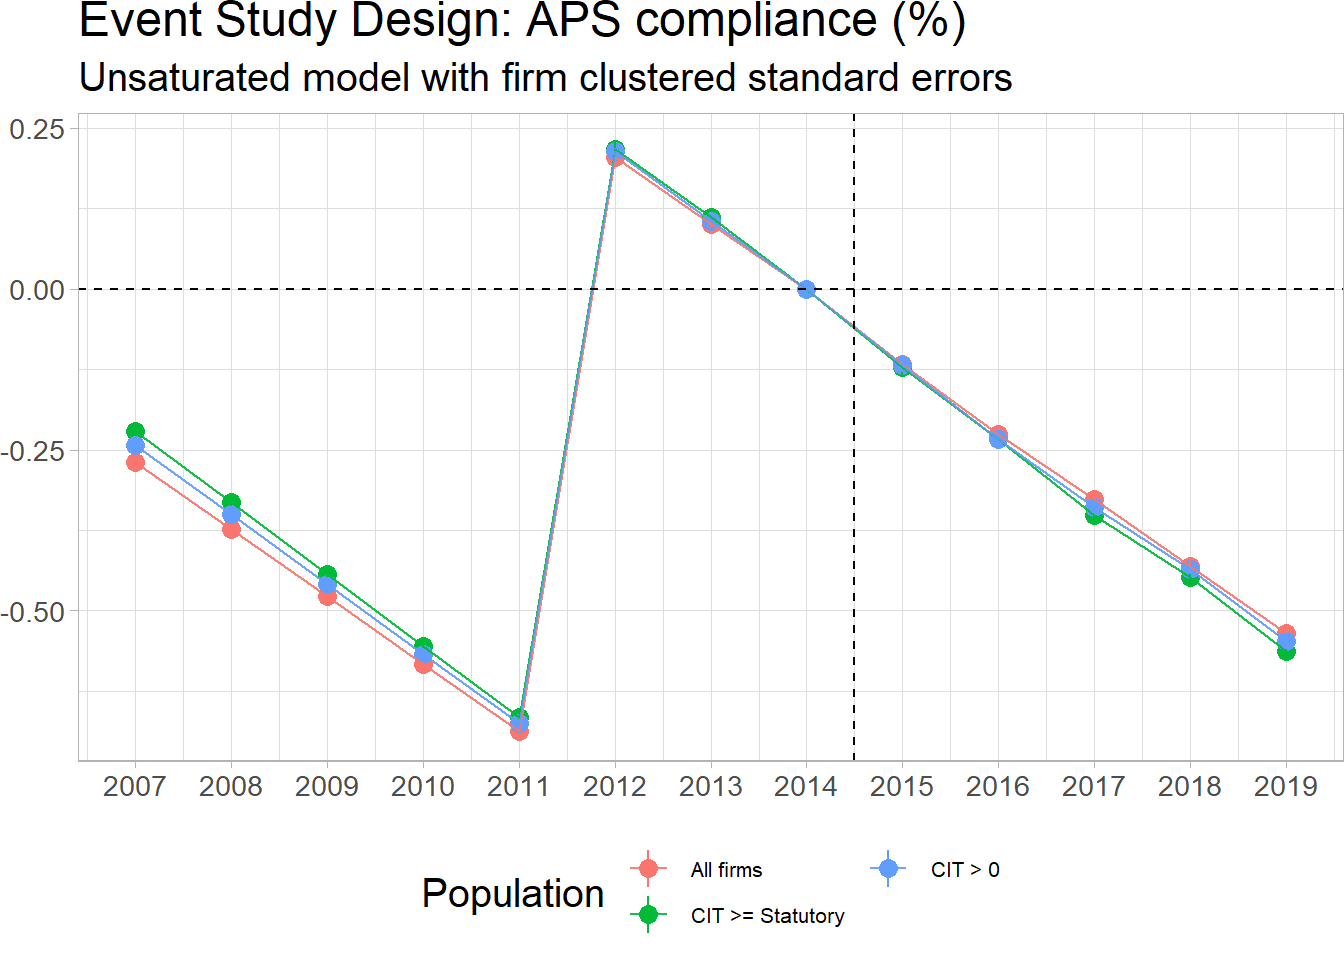 Event Study Design: APS compliance (%)
Unsaturated model with firm clustered standard errors
0.25
0.00
-0.25
-0.50
2007 2008 2009 2010 2011 2012 2013 2014 2015 2016 2017 2018 2019
Population
All firms
CIT >= Statutory
CIT > 0